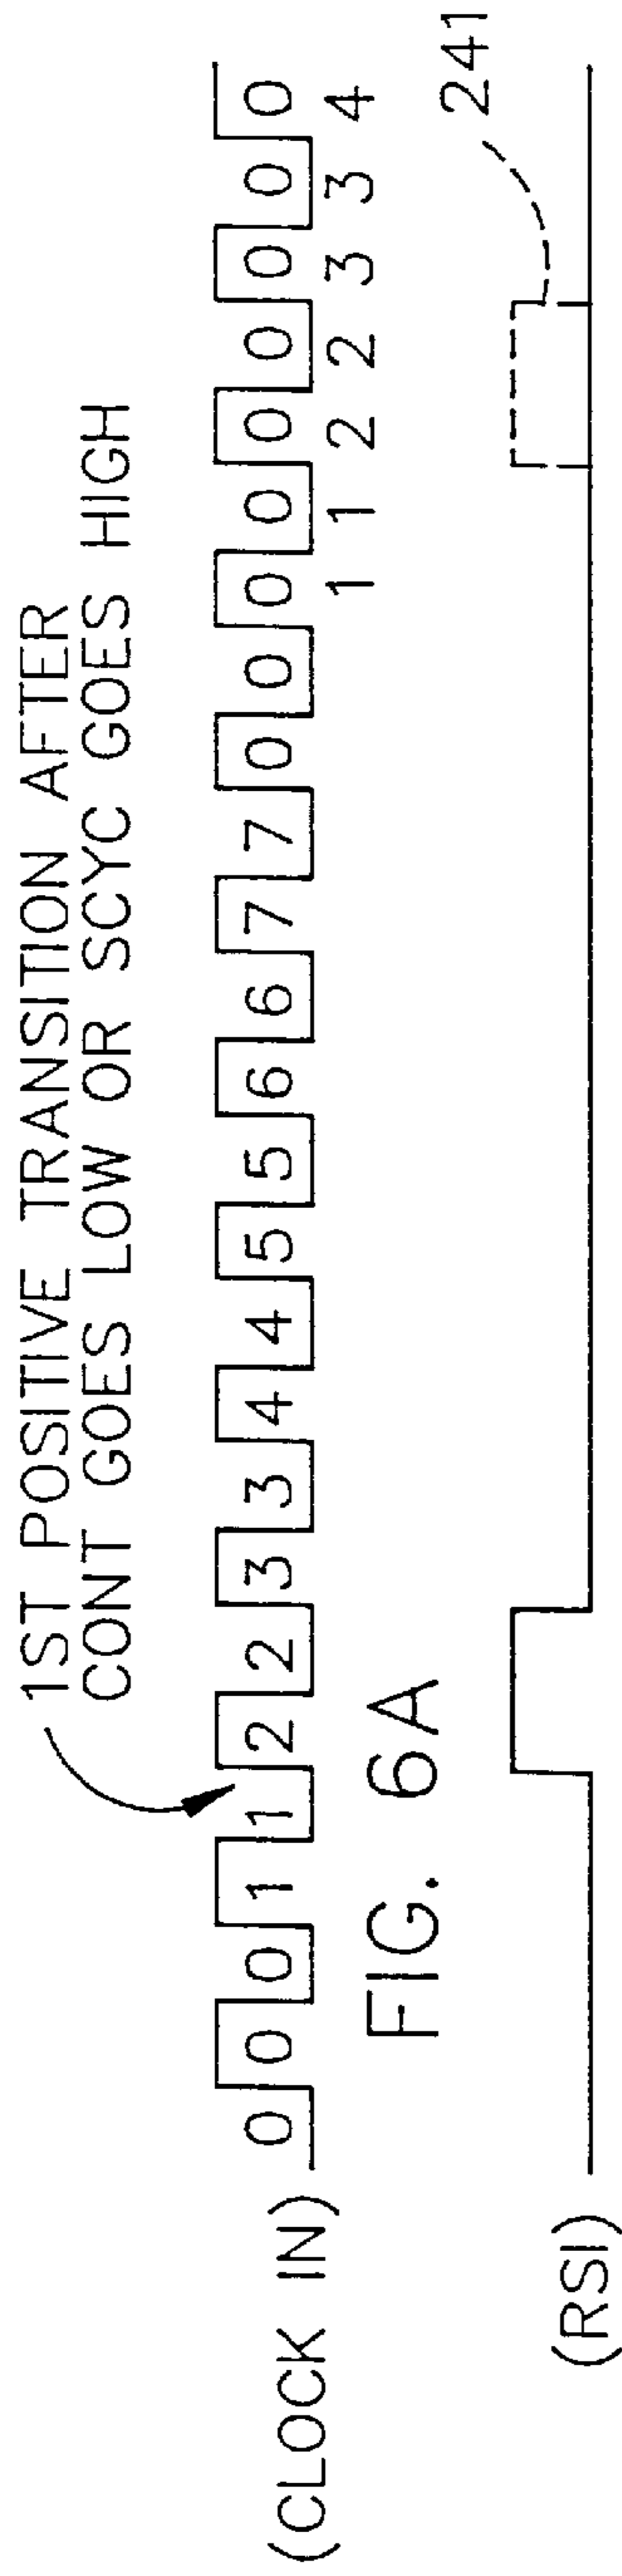 1ST POSITIVE TRANSITION AFTER
CONT GOES LOW OR SCYC GOES HIGH
(CLOCK IN) 0 0 0 1 1 2 2 3 3 4 4 5 5 6 6 7 7 0 0 0 0 0 0 0 0 0
1 1 2 2 3 3 4
FIG. 6A
241
(RSI)